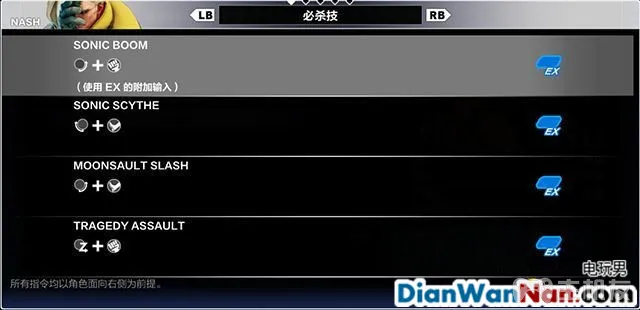 NASH
LB 必杀技 RB
SONIC BOOM
+
(使用 EX 的附加输入)
EX
SONIC SCYTHE
+
EX
MOONSAULT SLASH
+
EX
TRAGEDY ASSAULT
Z +
EX
所有指令均以角色面向右侧为前提。
电玩男
DianWanNan.com